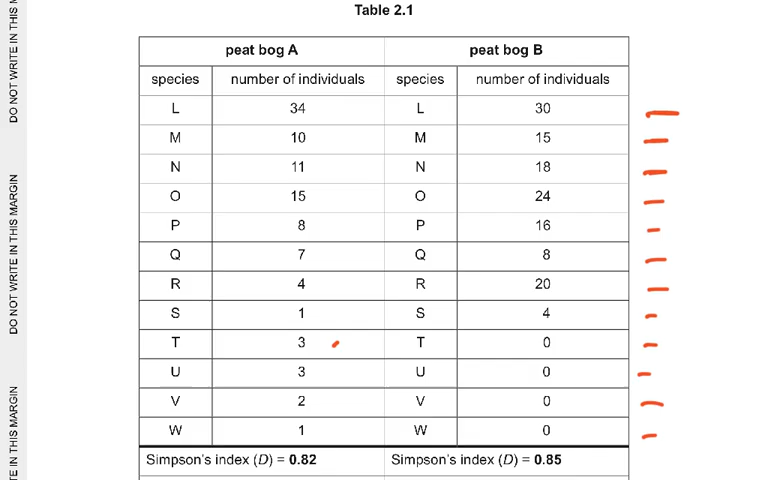 Table 2.1
peat bog A peat bog B
species number of individuals species number of individuals
L 34 L 30
M 10 M 15
N 11 N 18
O 15 O 24
P 8 P 16
Q 7 Q 8
R 4 R 20
S 1 S 4
T 3 T 0
U 3 U 0
V 2 V 0
W 1 W 0
Simpson's index (D) = 0.82 Simpson's index (D) = 0.85
DO NOT WRITE IN THIS M
DO NOT WRITE IN THIS MARGIN
TE IN THIS MARGIN